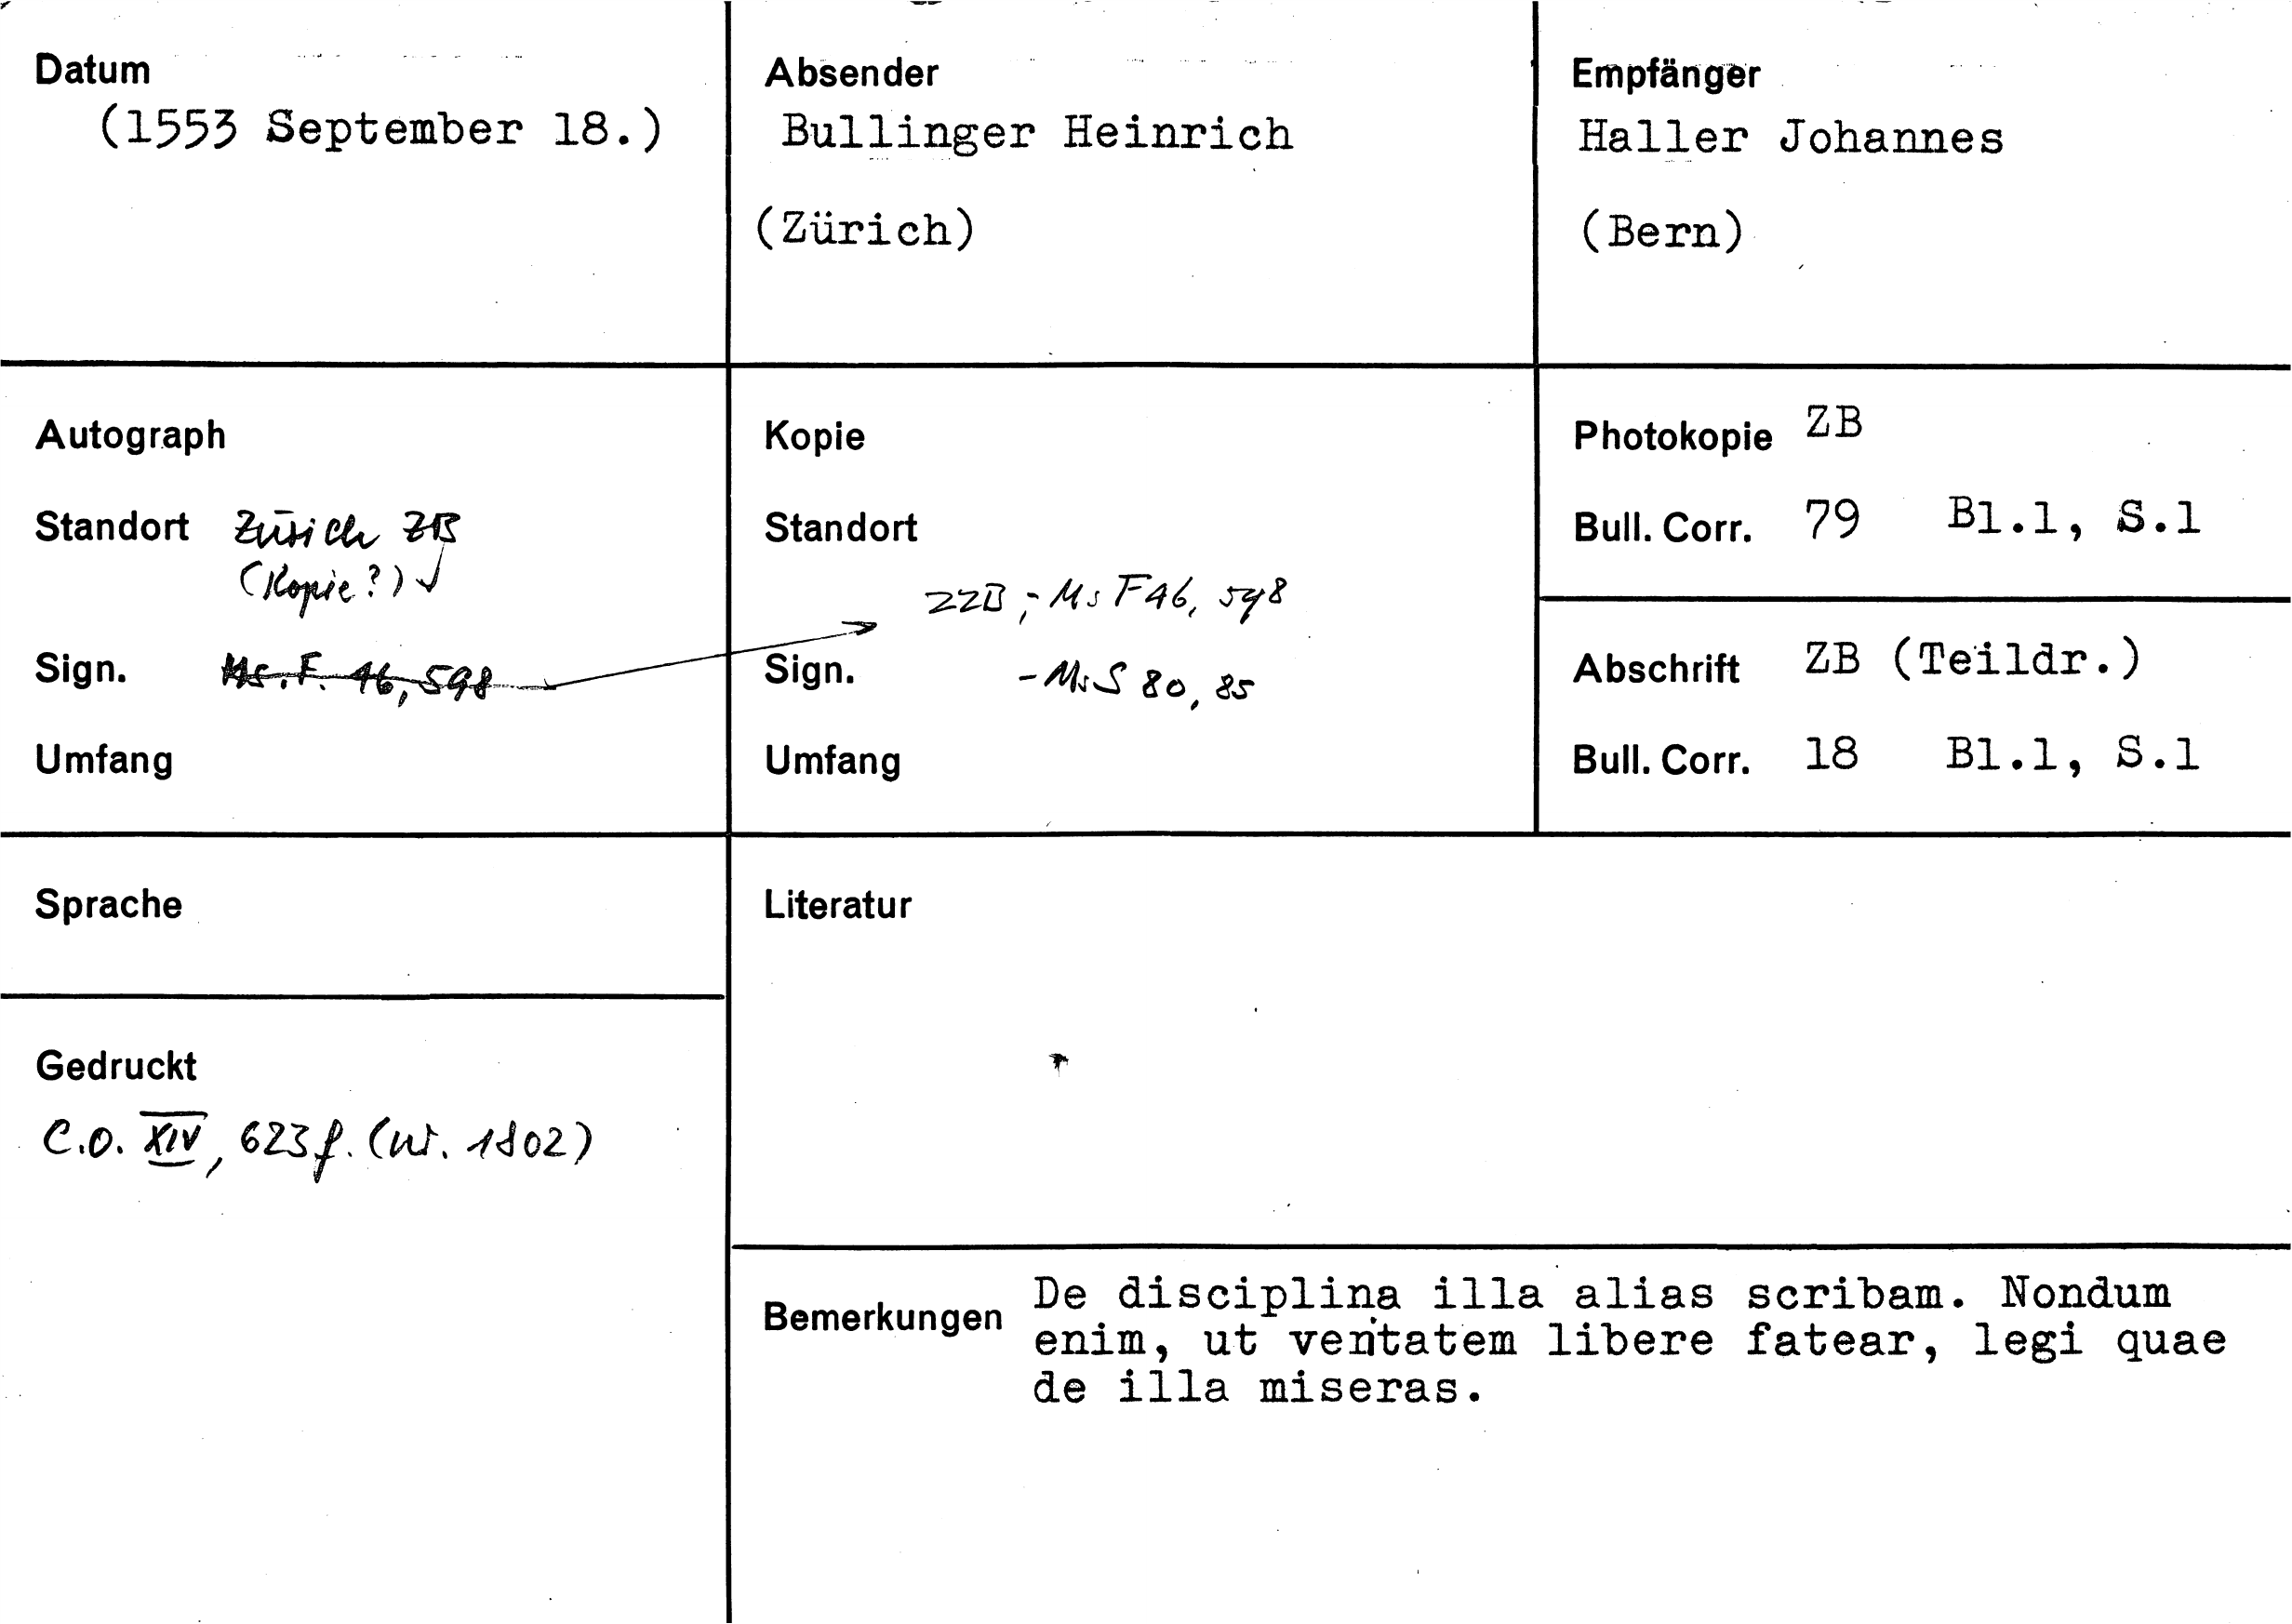 Datum
(1553 September 18.)
Absender
Bullinger Heinrich
(Zürich)
Empfänger
Haller Johannes
(Bern)
Autograph
Standort Zürich ZB
(Kopie?)
Sign. Ms. F. 46, 598
Umfang
Kopie
Standort
ZZB, - Ms F46, 598
Sign. - Ms S 80, 85
Umfang
Photokopie ZB
Bull. Corr. 79 Bl.1, S.1
Abschrift ZB (Teildr.)
Bull. Corr. 18 Bl.1, S.1
Sprache
Gedruckt
C.O. XIV, 623f. (Nr. 1802)
Literatur
Bemerkungen De disciplina illa alias scribam. Nondum
enim, ut veritatem libere fatear, legi quae
de illa miseras.